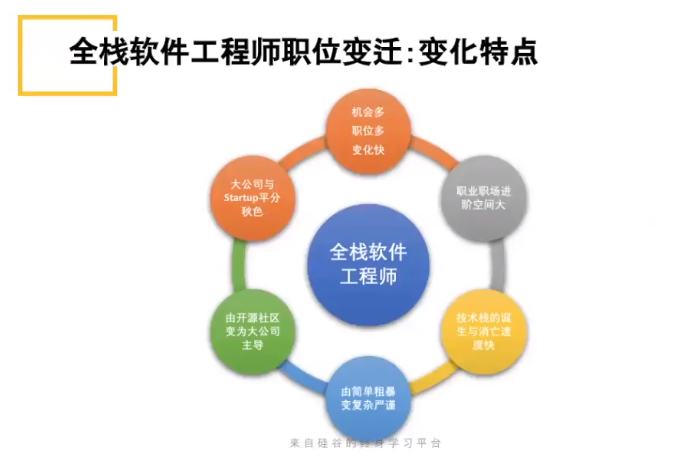 全栈软件工程师职位变迁:变化特点
机会多
职位多
变化快
大公司与
Startup平分
秋色
职业职场进
阶空间大
全栈软件
工程师
由开源社区
变为大公司
主导
技术栈的诞
生与消亡速
度快
由简单粗暴
变复杂严谨
来自硅谷的终身学习平台